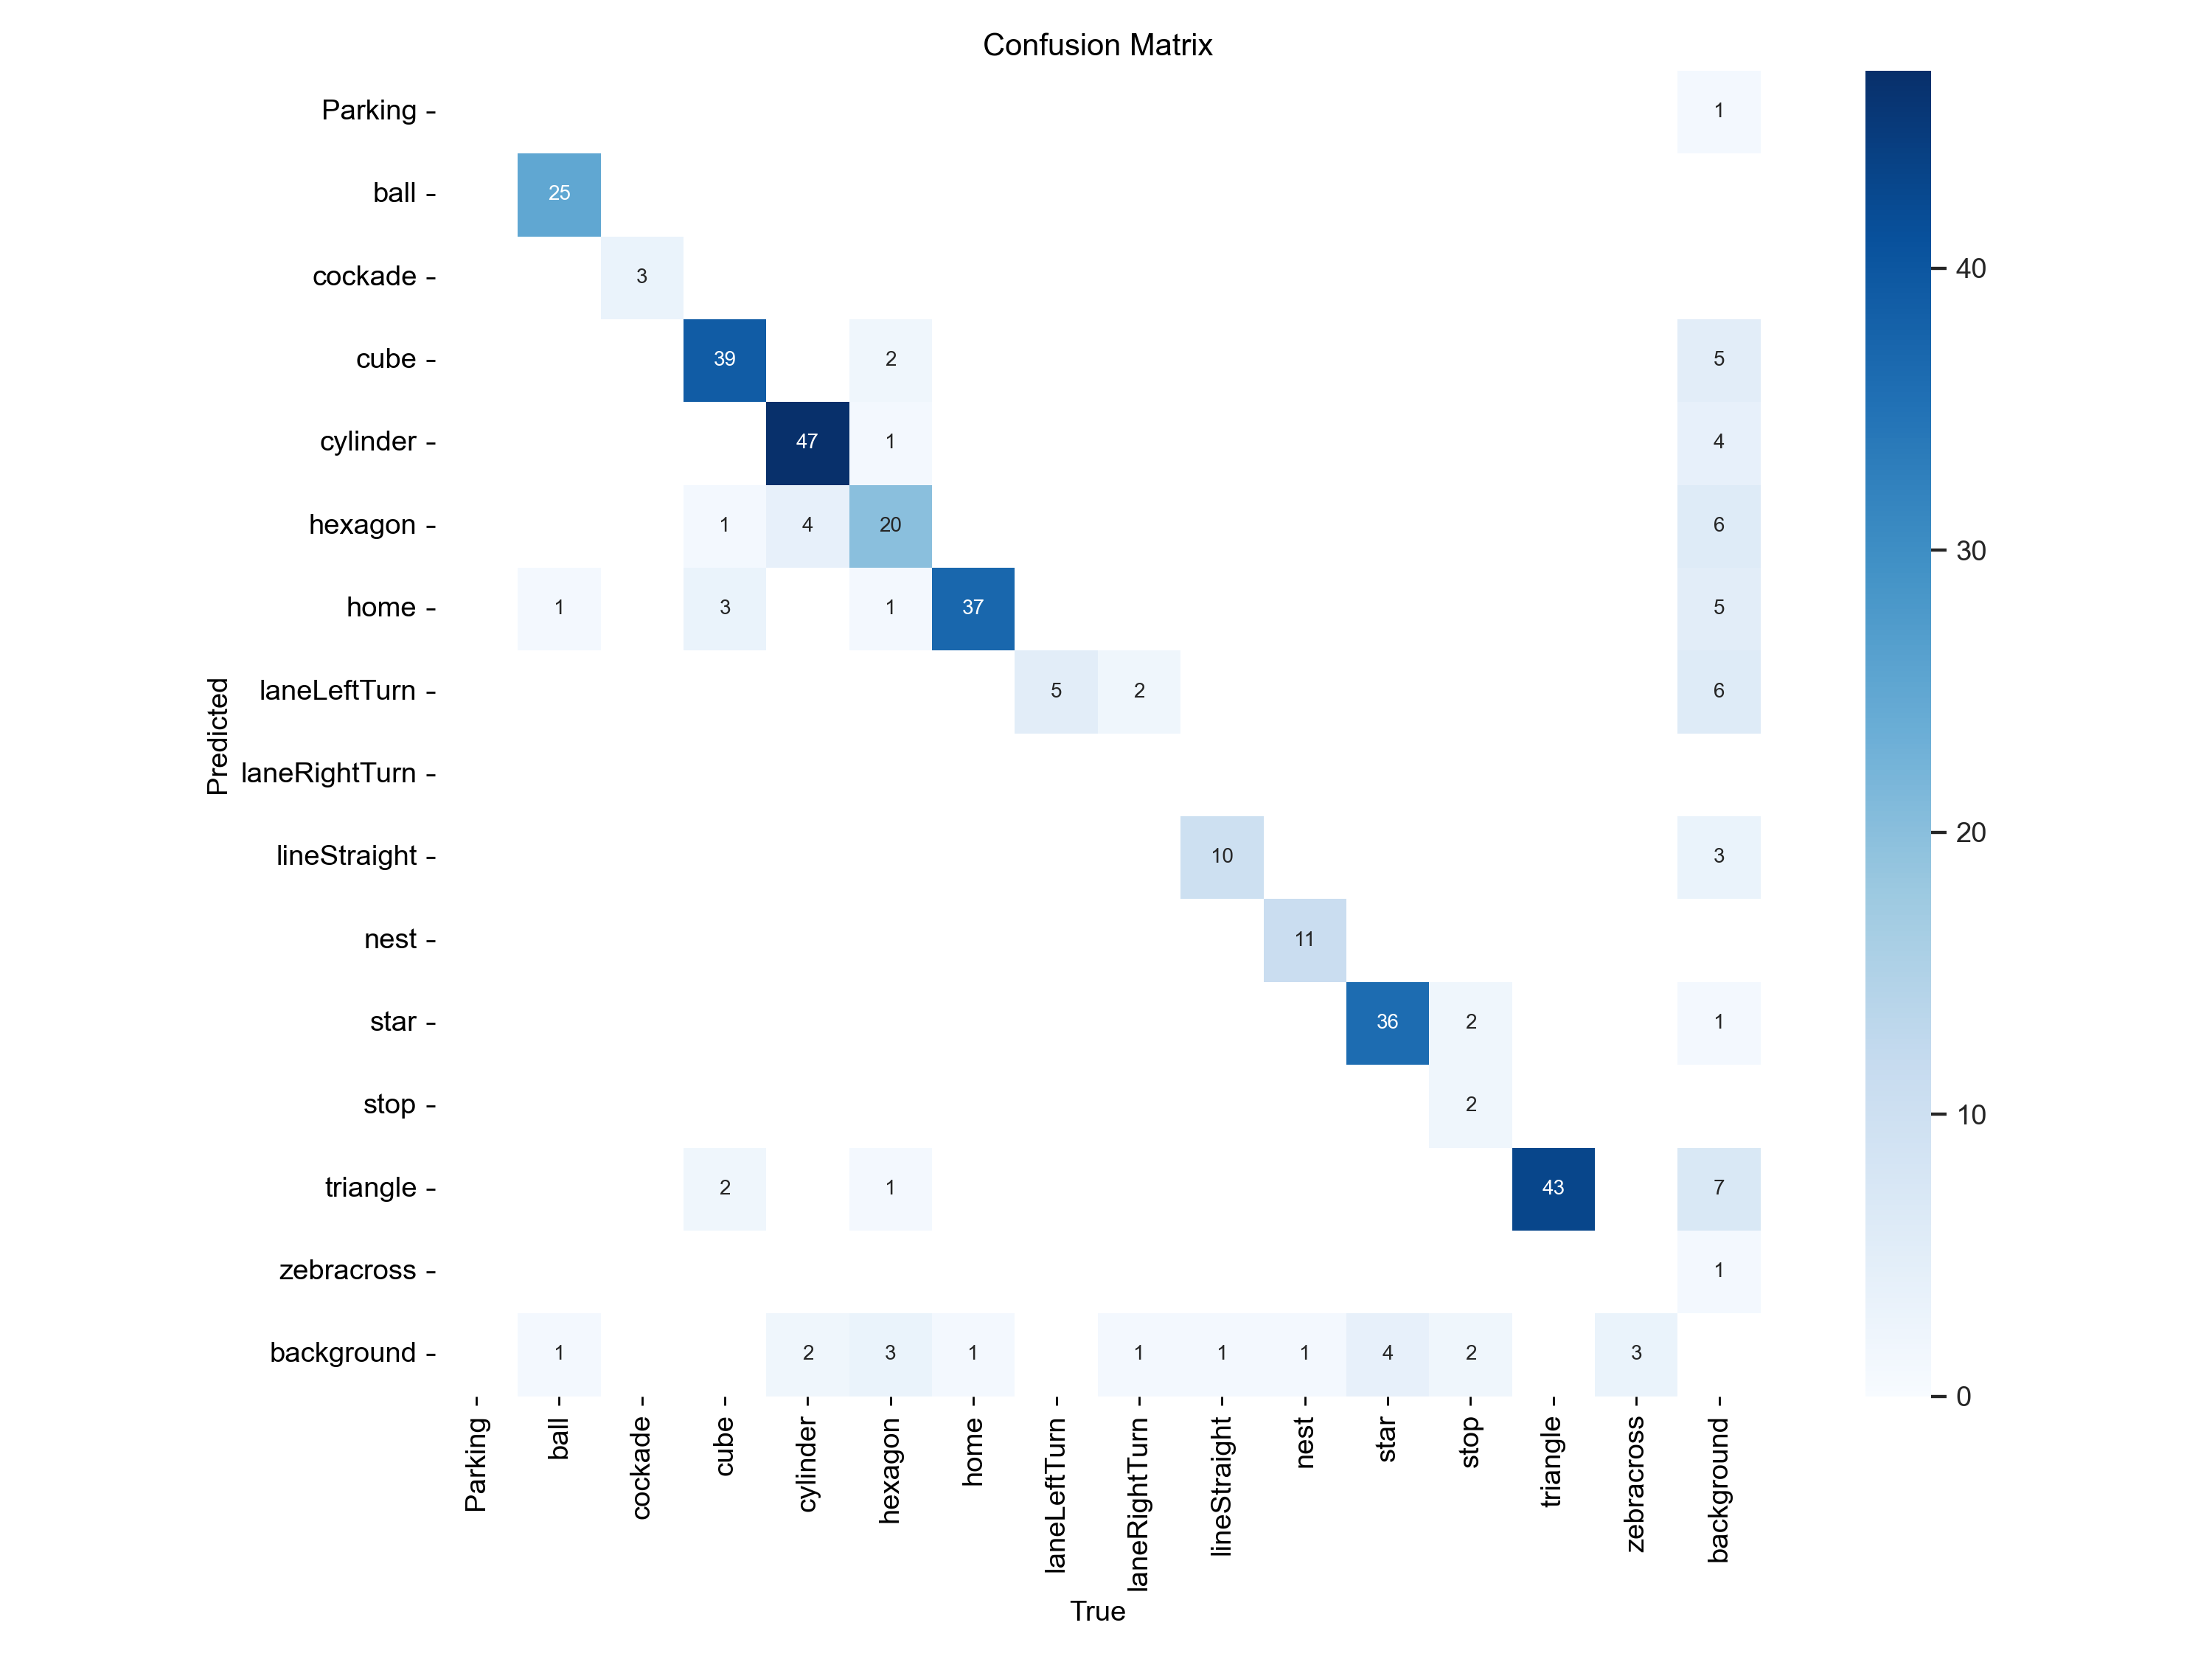 Confusion Matrix
Parking 1
ball 25
cockade 3
cube 39 2 5
cylinder 47 1 4
hexagon 1 4 20 6
home 1 3 1 37 5
laneLeftTurn 5 2 6
laneRightTurn
lineStraight 10 3
nest 11
star 36 2 1
stop 2
triangle 2 1 43 7
zebracross 1
background 1 2 3 1 1 1 1 4 2 3
Predicted
Parking
ball
cockade
cube
cylinder
hexagon
home
laneLeftTurn
laneRightTurn
lineStraight
nest
star
stop
triangle
zebracross
background
True
40
30
20
10
0